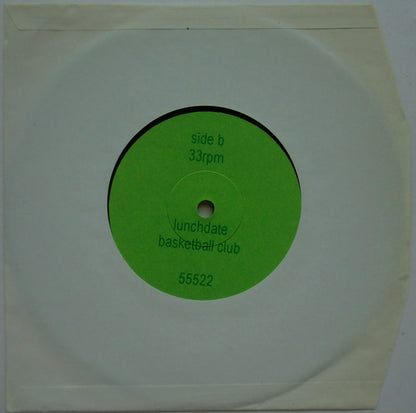 side b
33rpm
lunchdate
basketball club
55522